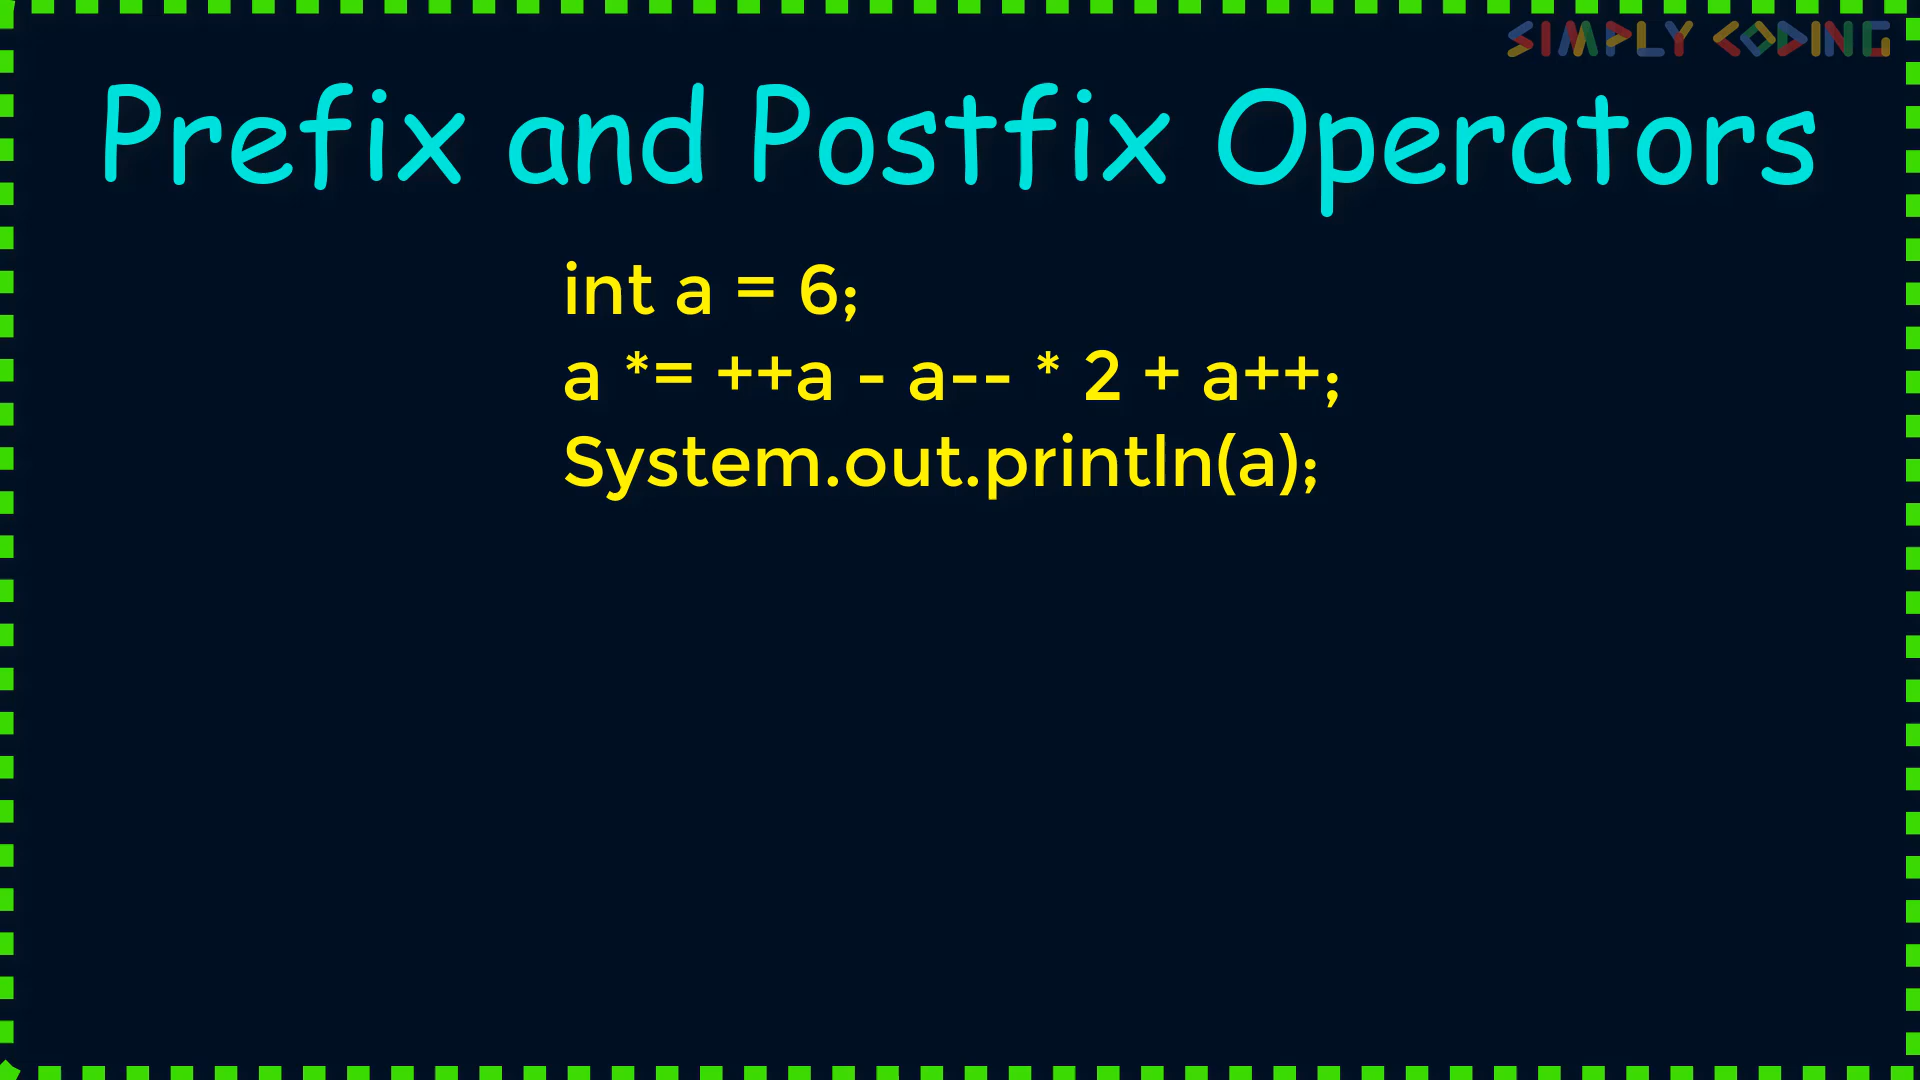 SIMPLY CODING
Prefix and Postfix Operators
int a = 6;
a *= ++a - a-- * 2 + a++;
System.out.println(a);